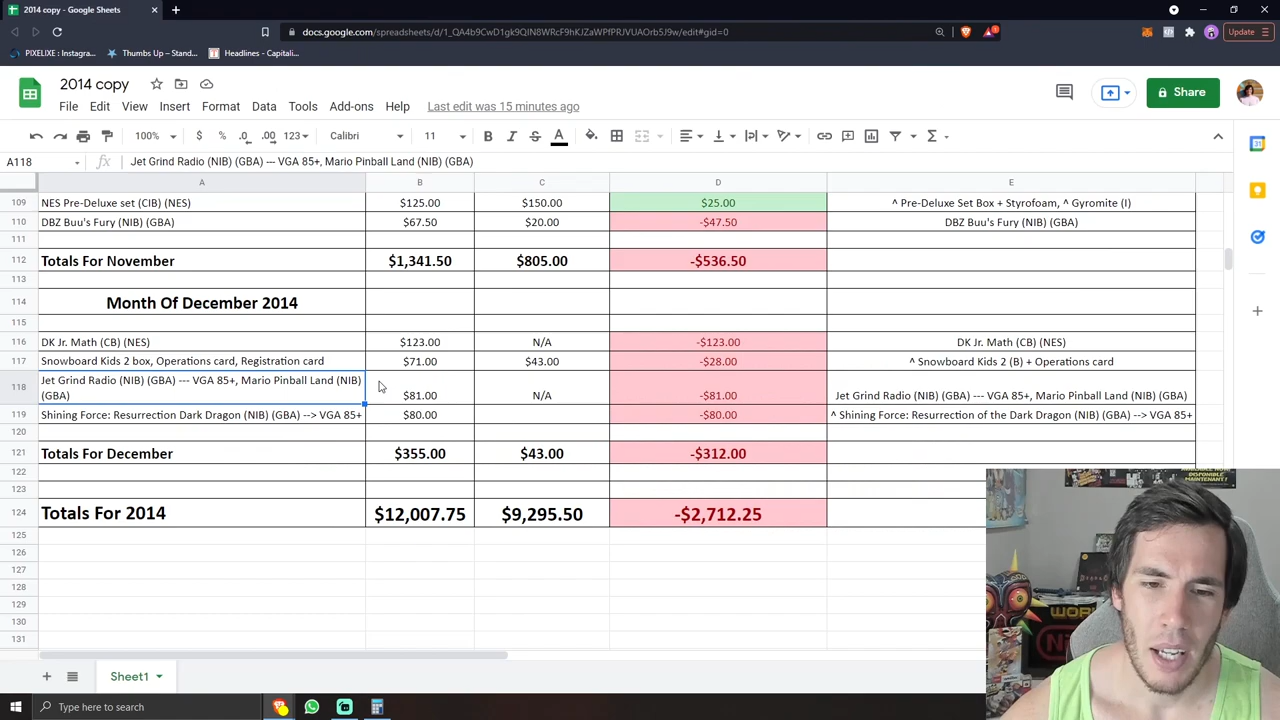 2014 copy - Google Sheets
docs.google.com/spreadsheets/d/1_QA4b9CwD1gk9QIN8WRcF9hKJZaWPfPRJVUAOrb5J9w/edit#gid=0
Update
PIXELIXE : Instagra... Thumbs Up – Stand... Headlines - Capitali...
2014 copy
File Edit View Insert Format Data Tools Add-ons Help Last edit was 15 minutes ago
Share
100% $ % .0 .00 123 Calibri 11 B I S A
A118 fx Jet Grind Radio (NIB) (GBA) --- VGA 85+, Mario Pinball Land (NIB) (GBA)
A B C D E
109 NES Pre-Deluxe set (CIB) (NES) $125.00 $150.00 $25.00 ^ Pre-Deluxe Set Box + Styrofoam, ^ Gyromite (I)
110 DBZ Buu's Fury (NIB) (GBA) $67.50 $20.00 -$47.50 DBZ Buu's Fury (NIB) (GBA)
111
112 Totals For November $1,341.50 $805.00 -$536.50
113
114 Month Of December 2014
115
116 DK Jr. Math (CB) (NES) $123.00 N/A -$123.00 DK Jr. Math (CB) (NES)
117 Snowboard Kids 2 box, Operations card, Registration card $71.00 $43.00 -$28.00 ^ Snowboard Kids 2 (B) + Operations card
118 Jet Grind Radio (NIB) (GBA) --- VGA 85+, Mario Pinball Land (NIB)
(GBA) $81.00 N/A -$81.00 Jet Grind Radio (NIB) (GBA) --- VGA 85+, Mario Pinball Land (NIB) (GBA)
119 Shining Force: Resurrection Dark Dragon (NIB) (GBA) --> VGA 85+ $80.00 -$80.00 ^ Shining Force: Resurrection of the Dark Dragon (NIB) (GBA) --> VGA 85+
120
121 Totals For December $355.00 $43.00 -$312.00
122
123
124 Totals For 2014 $12,007.75 $9,295.50 -$2,712.25
125
126
127
128
129
130
131
Sheet1
Type here to search